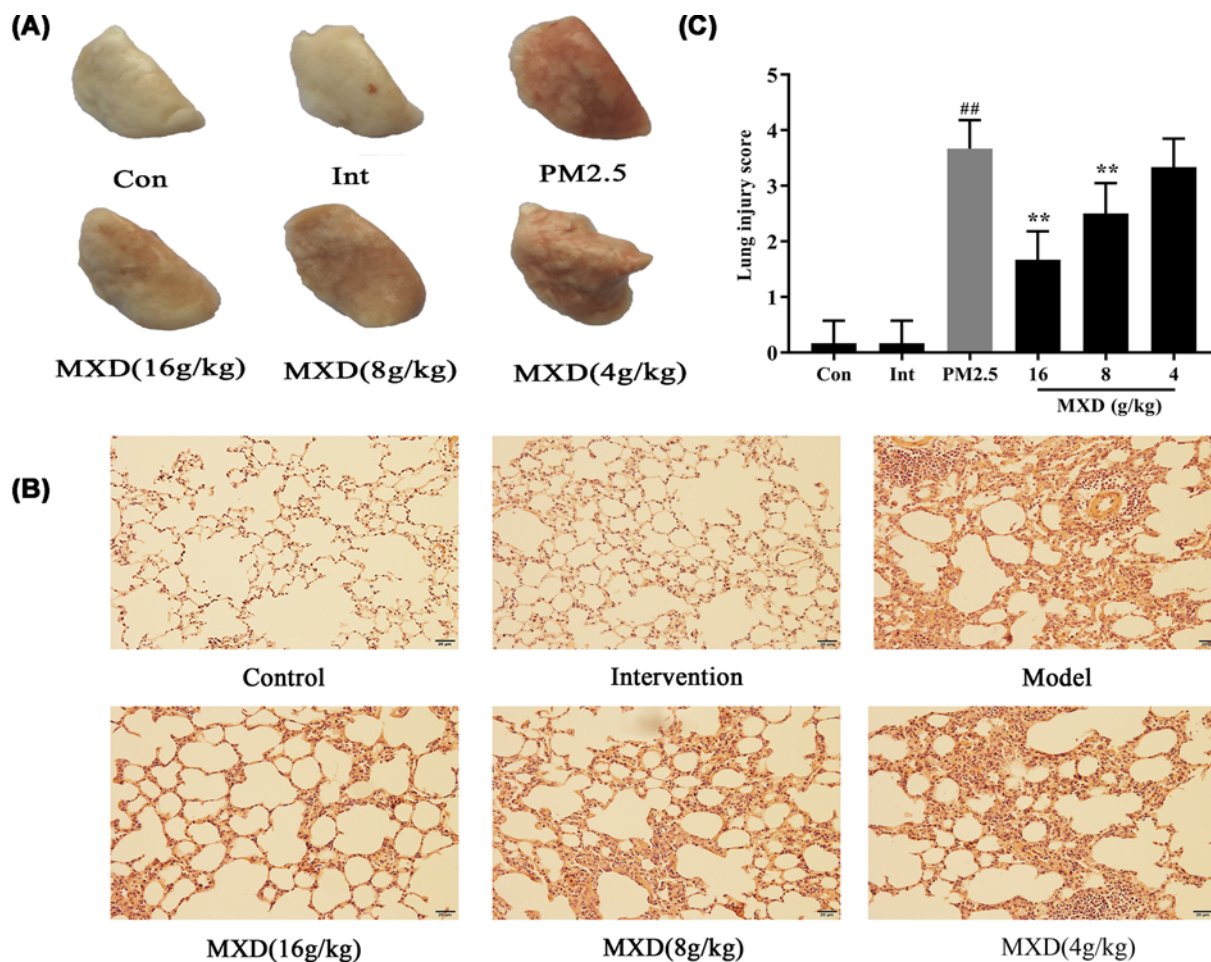 (A)
Con
Int
PM2.5
MXD(16g/kg)
MXD(8g/kg)
MXD(4g/kg)
(C)
Lung injury score
5
4
3
2
1
0
##
**
**
Con
Int
PM2.5
16
8
4
MXD (g/kg)
(B)
Control
Intervention
Model
MXD(16g/kg)
MXD(8g/kg)
MXD(4g/kg)